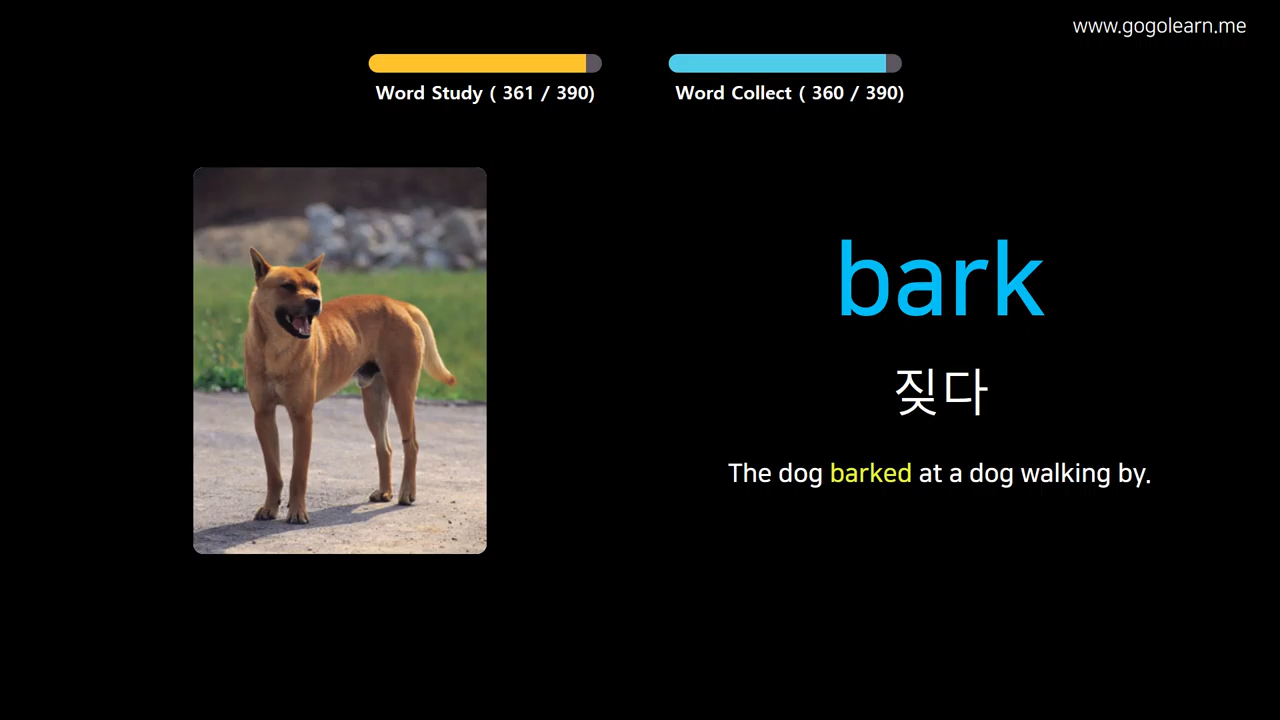 www.gogolearn.me
Word Study ( 361 / 390)
Word Collect ( 360 / 390)
bark
짖다
The dog barked at a dog walking by.